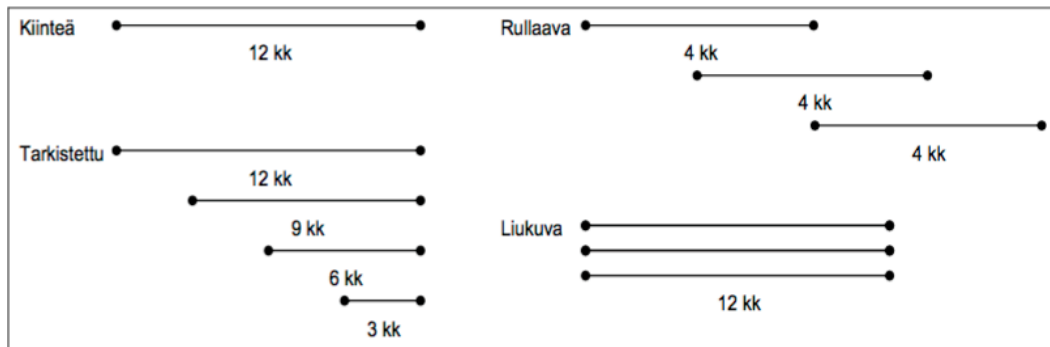 Kiinteä
12 kk
Tarkistettu
12 kk
9 kk
6 kk
3 kk
Rullaava
4 kk
4 kk
4 kk
Liukuva
12 kk